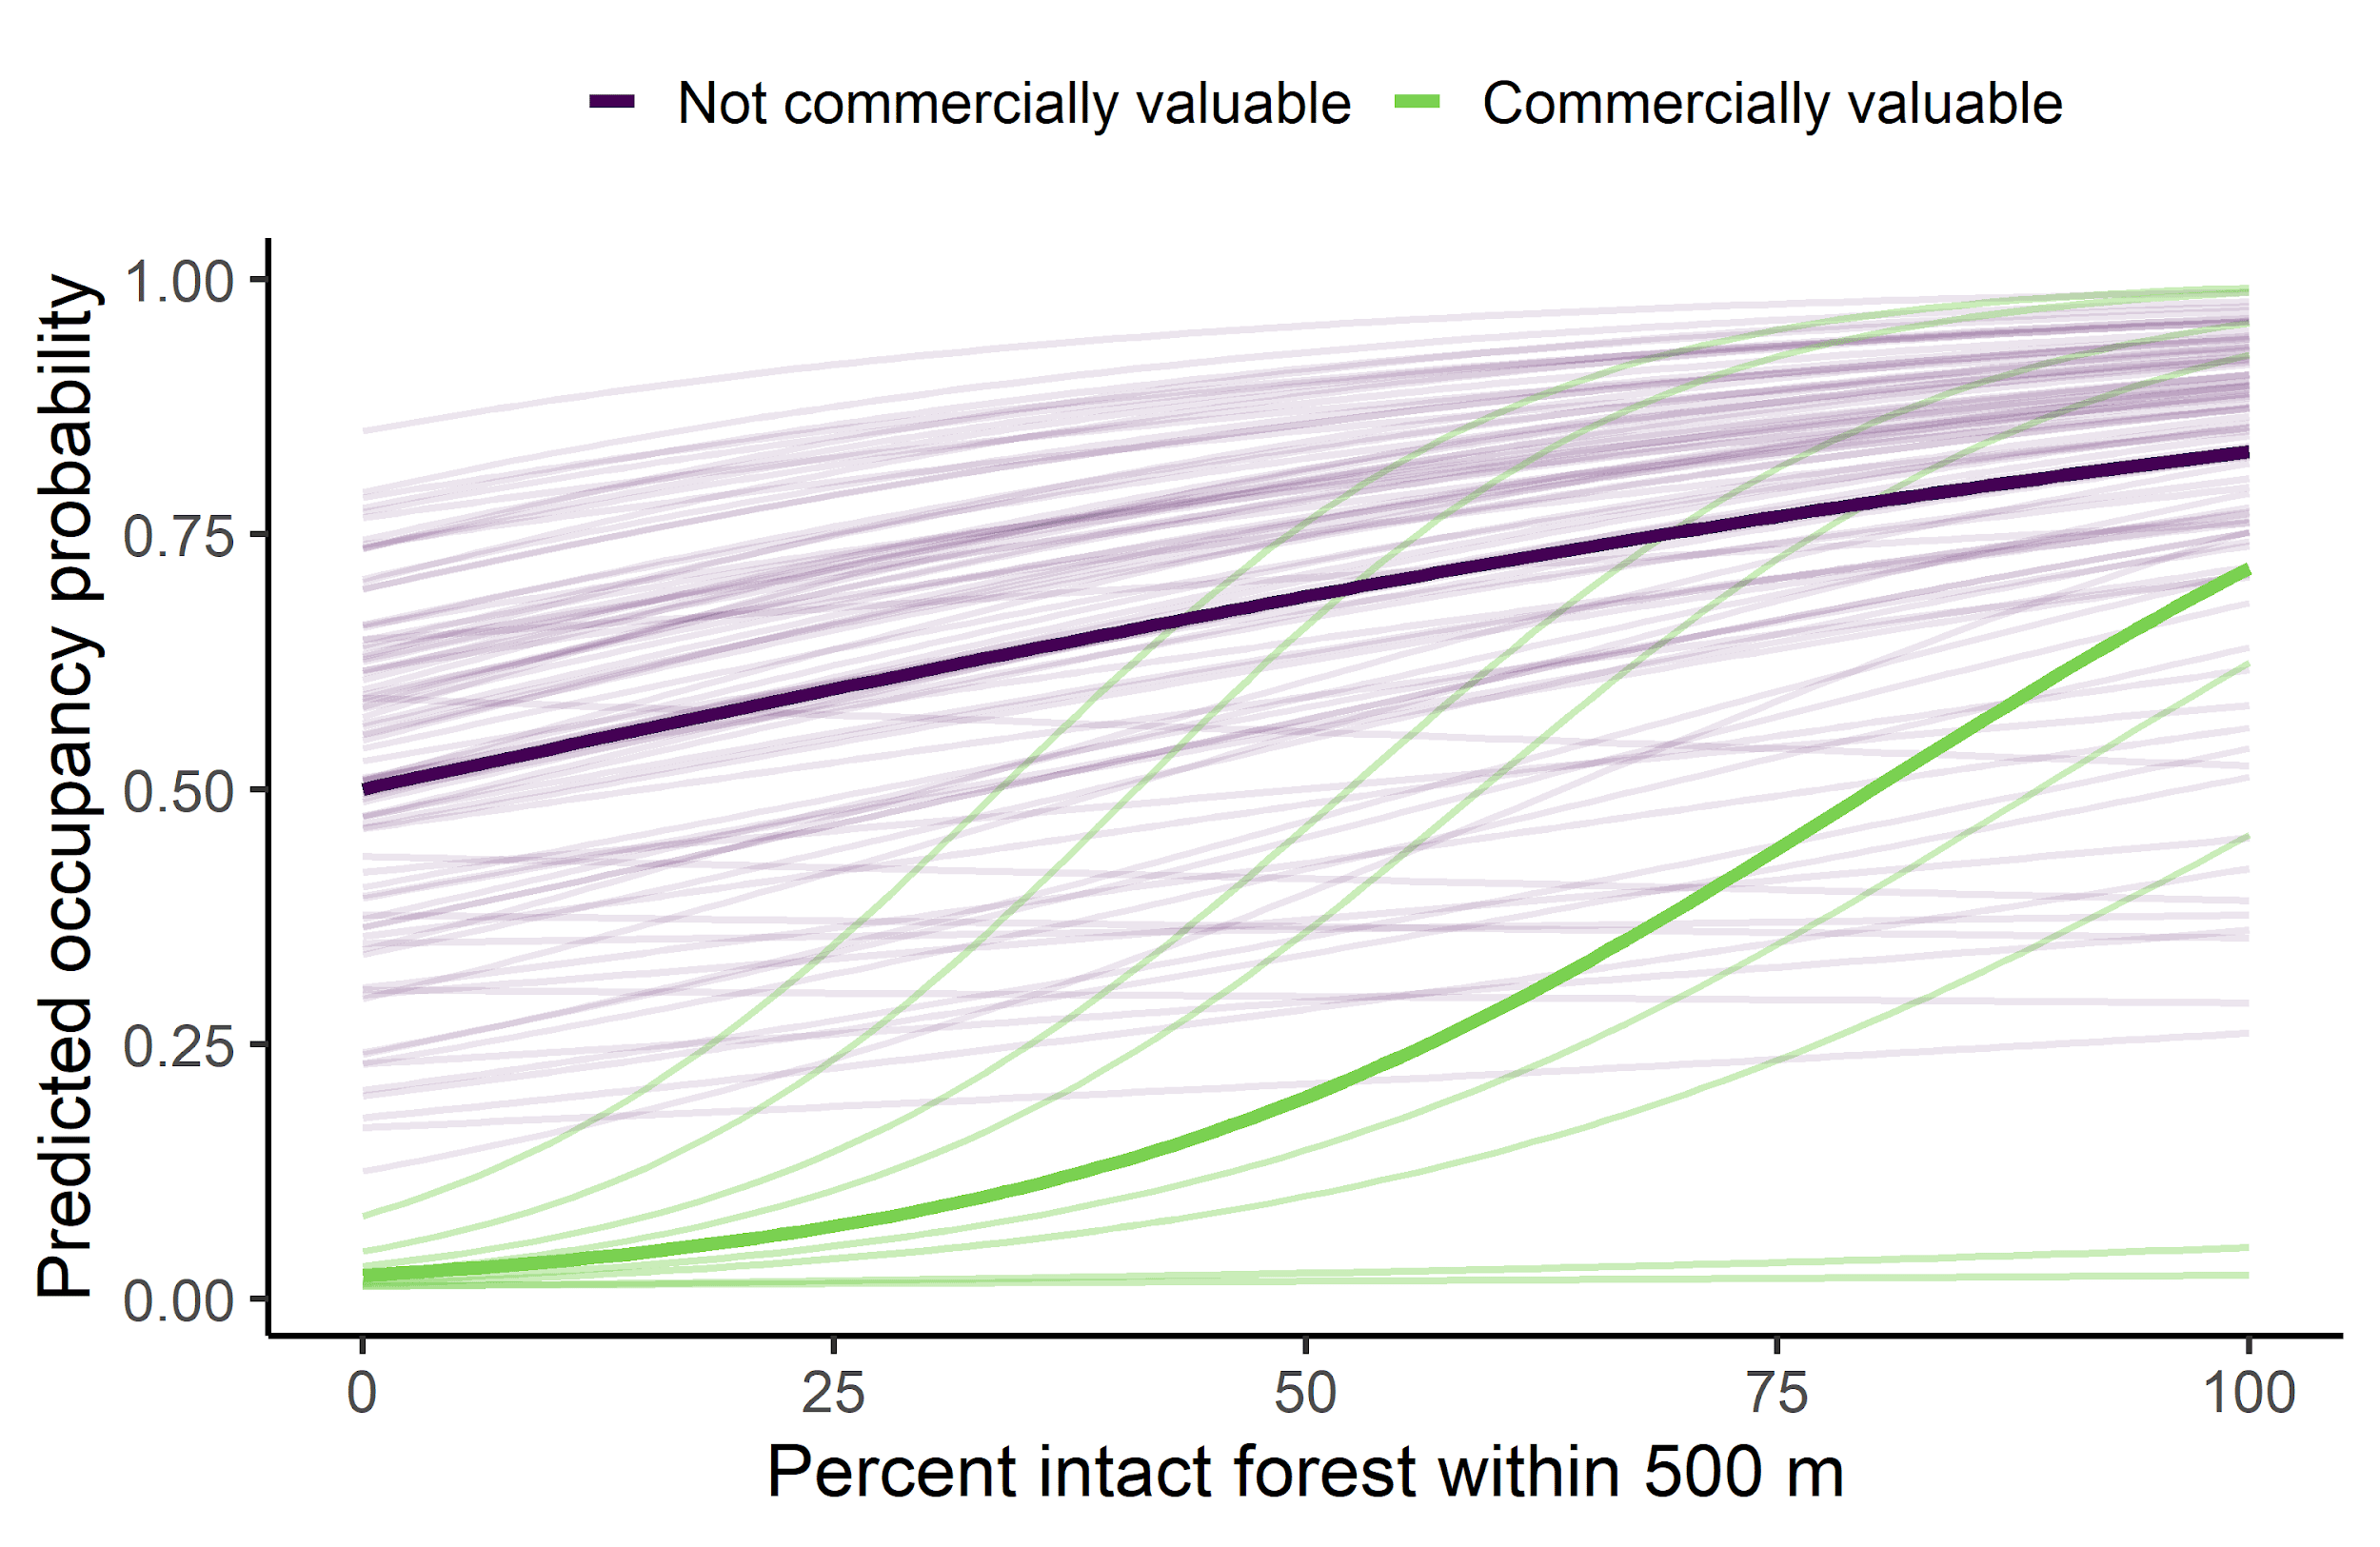 Not commercially valuable Commercially valuable
Predicted occupancy probability
1.00
0.75
0.50
0.25
0.00
0 25 50 75 100
Percent intact forest within 500 m